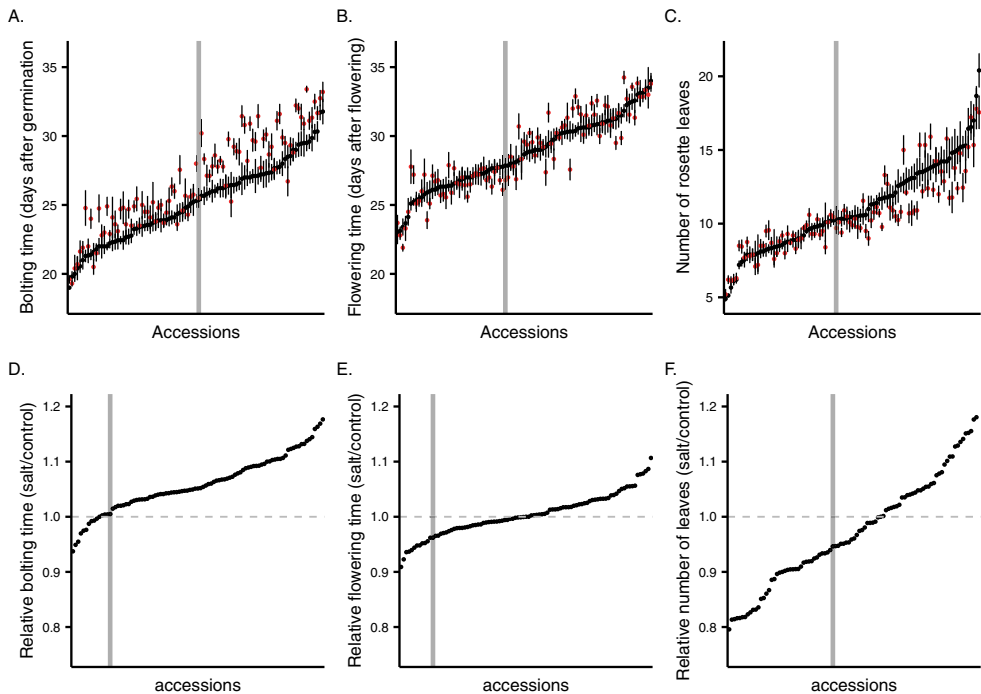 A.
Bolting time (days after germination
35
30
25
20
Accessions
B.
Flowering time (days after flowering)
35
30
25
20
Accessions
C.
Number of rosette leaves
20
15
10
5
Accessions
D.
Relative bolting time (salt/control)
1.2
1.1
1.0
0.9
0.8
accessions
E.
Relative flowering time (salt/control)
1.2
1.1
1.0
0.9
0.8
accessions
F.
Relative number of leaves (salt/control)
1.2
1.1
1.0
0.9
0.8
accessions